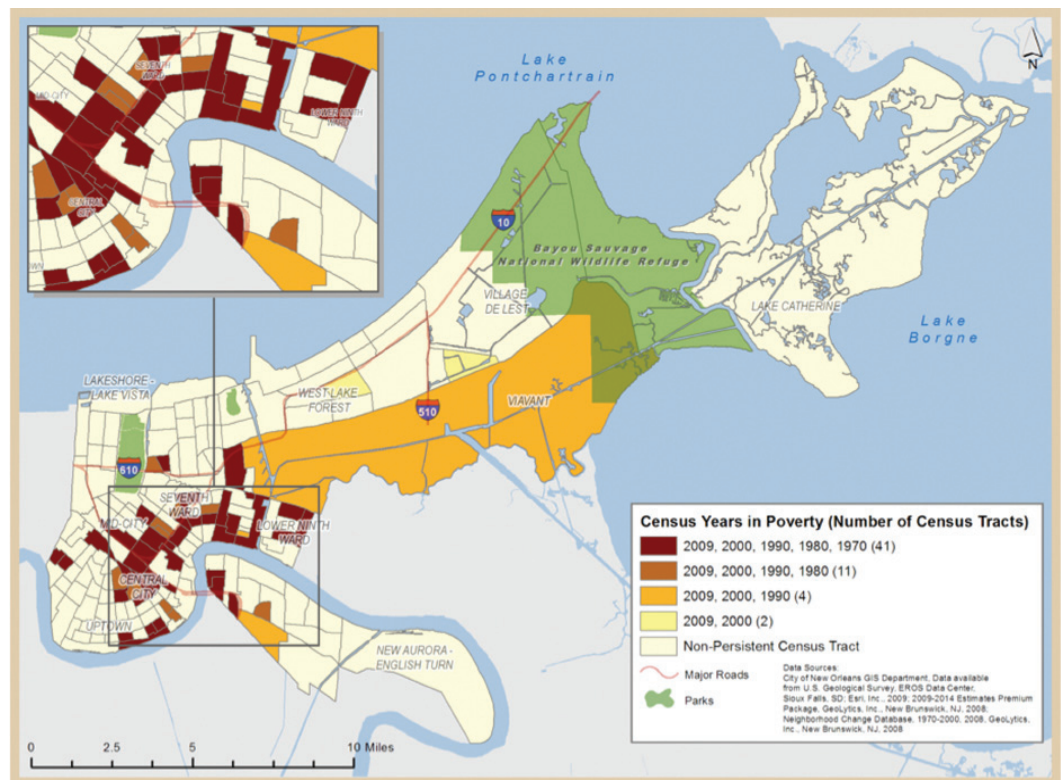 SEVENTH
WARD
MID-CITY
LOWER NINTH
WARD
CENTRAL
CITY
Lake
Pontchartrain
N
10
Bayou Sauvage
National Wildlife Refuge
VILLAGE
DE LEST
LAKE CATHERINE
Lake
Borgne
LAKESHORE -
LAKE VISTA
WEST LAKE
FOREST
510
VIAVANT
610
SEVENTH
WARD
MID-CITY
LOWER NINTH
WARD
CENTRAL
CITY
UPTOWN
NEW AURORA -
ENGLISH TURN
Census Years in Poverty (Number of Census Tracts)
2009, 2000, 1990, 1980, 1970 (41)
2009, 2000, 1990, 1980 (11)
2009, 2000, 1990 (4)
2009, 2000 (2)
Non-Persistent Census Tract
Major Roads
Parks
Data Sources:
City of New Orleans GIS Department, Data available
from U.S. Geological Survey, EROS Data Center,
Sioux Falls, SD; Esri, Inc., 2009; 2009-2014 Estimates Premium
Package, GeoLytics, Inc., New Brunswick, NJ, 2008;
Neighborhood Change Database, 1970-2000, 2008, GeoLytics,
Inc., New Brunswick, NJ, 2008
0 2.5 5 10 Miles